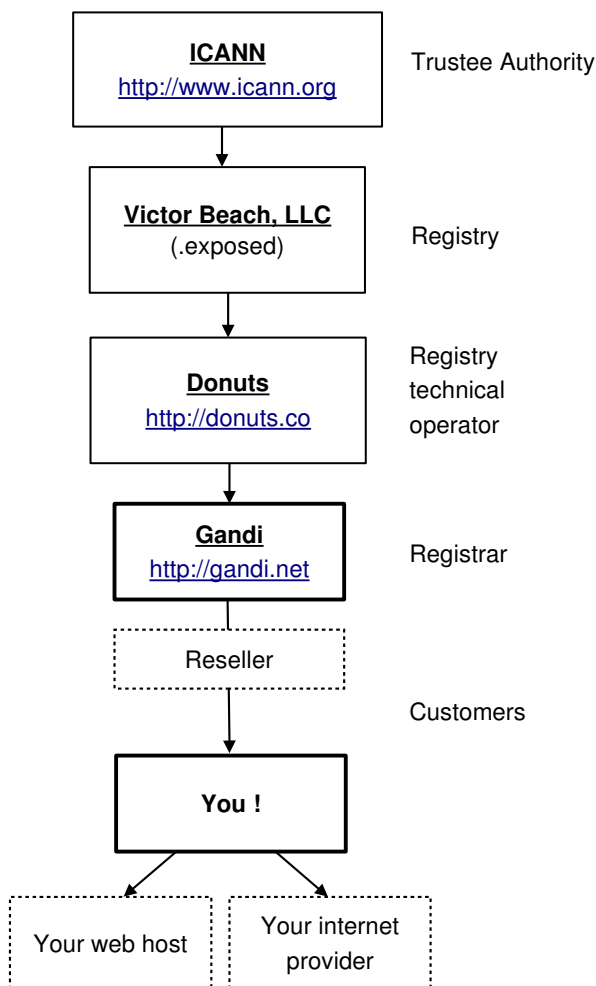 ICANN
http://www.icann.org
Trustee Authority
Victor Beach, LLC
(.exposed)
Registry
Donuts
http://donuts.co
Registry
technical
operator
Gandi
http://gandi.net
Registrar
Reseller
Customers
You !
Your web host
Your internet
provider